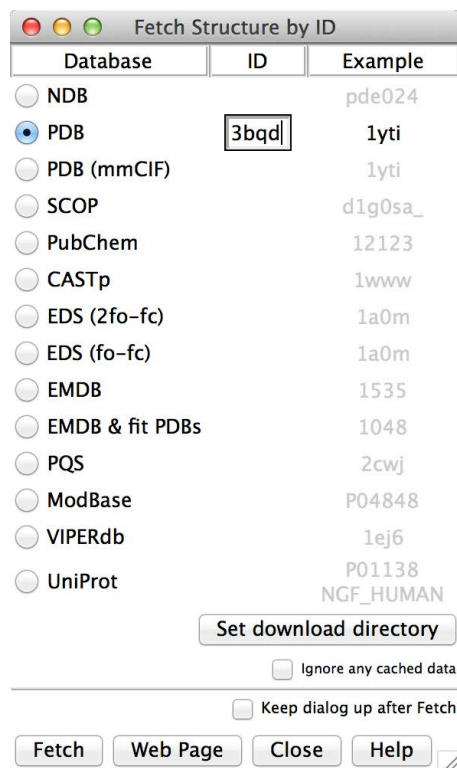 Fetch Structure by ID
Database ID Example
NDB pde024
PDB 3bqd 1yti
PDB (mmCIF) 1yti
SCOP d1g0sa_
PubChem 12123
CASTp 1www
EDS (2fo-fc) 1a0m
EDS (fo-fc) 1a0m
EMDB 1535
EMDB & fit PDBs 1048
PQS 2cwj
ModBase P04848
VIPERdb 1ej6
UniProt P01138
NGF_HUMAN
Set download directory
Ignore any cached data
Keep dialog up after Fetch
Fetch Web Page Close Help